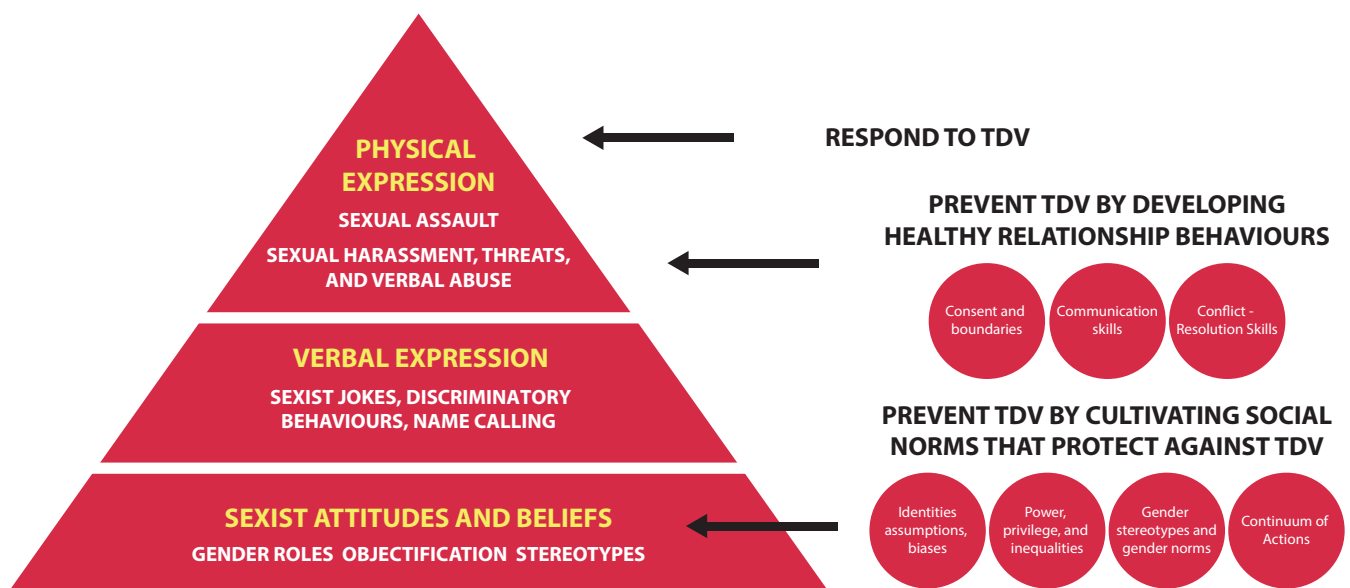 PHYSICAL
EXPRESSION
SEXUAL ASSAULT
SEXUAL HARASSMENT, THREATS,
AND VERBAL ABUSE
VERBAL EXPRESSION
SEXIST JOKES, DISCRIMINATORY
BEHAVIOURS, NAME CALLING
SEXIST ATTITUDES AND BELIEFS
GENDER ROLES OBJECTIFICATION STEREOTYPES
RESPOND TO TDV
PREVENT TDV BY DEVELOPING
HEALTHY RELATIONSHIP BEHAVIOURS
Consent and
boundaries
Communication
skills
Conflict -
Resolution Skills
PREVENT TDV BY CULTIVATING SOCIAL
NORMS THAT PROTECT AGAINST TDV
Identities
assumptions,
biases
Power,
privilege, and
inequalities
Gender
stereotypes and
gender norms
Continuum of
Actions